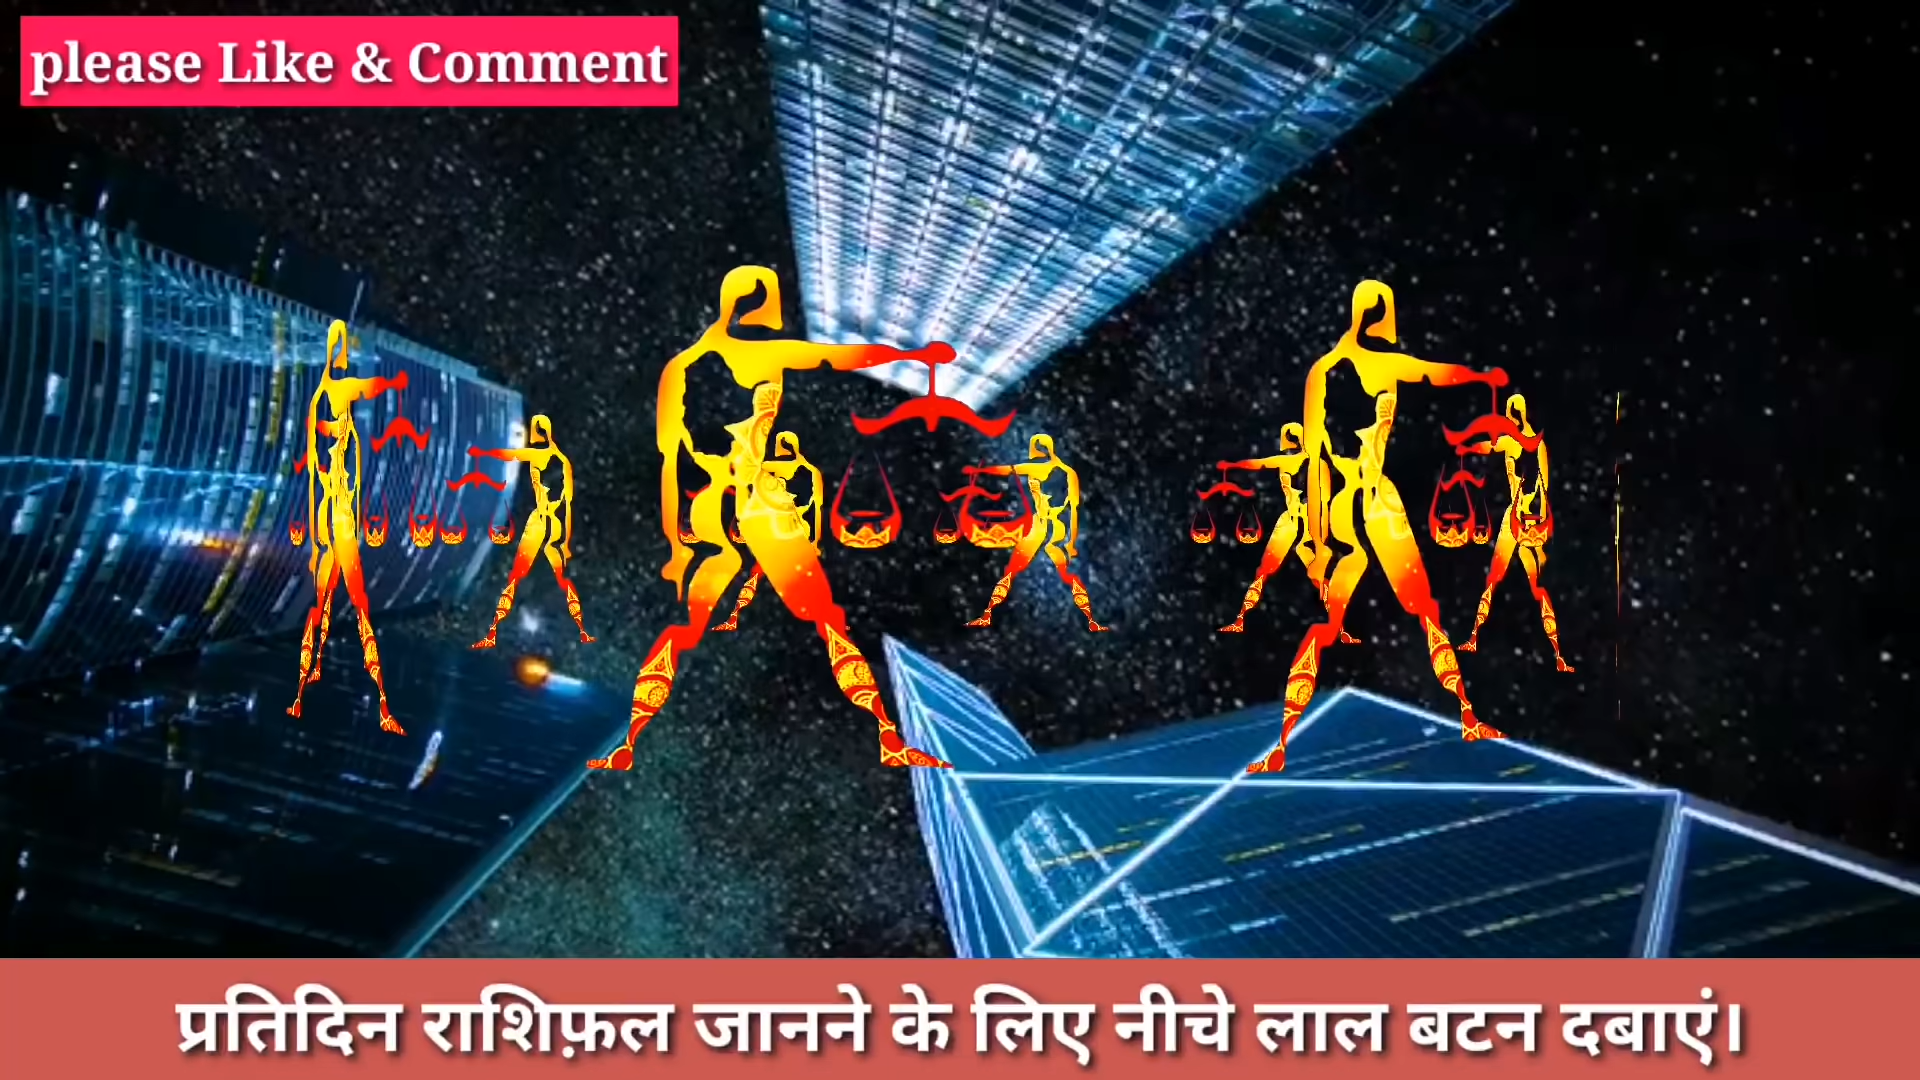 please Like & Comment
प्रतिदिन राशिफ़ल जानने के लिए नीचे लाल बटन दबाएं।